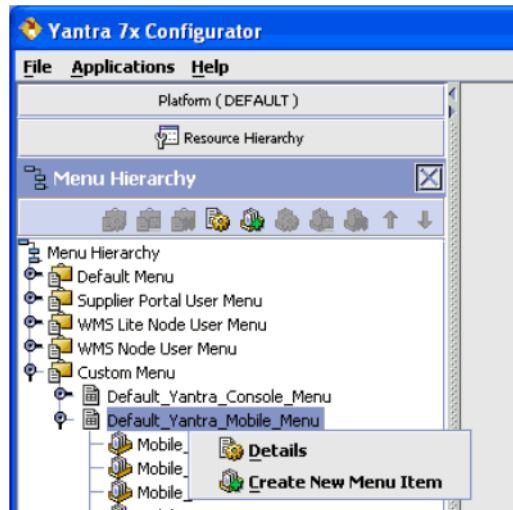 Yantra 7x Configurator
File Applications Help
Platform ( DEFAULT )
Resource Hierarchy
Menu Hierarchy
Menu Hierarchy
Default Menu
Supplier Portal User Menu
WMS Lite Node User Menu
WMS Node User Menu
Custom Menu
Default_Yantra_Console_Menu
Default_Yantra_Mobile_Menu
Mobile_
Details
Mobile_
Create New Menu Item
Mobile_